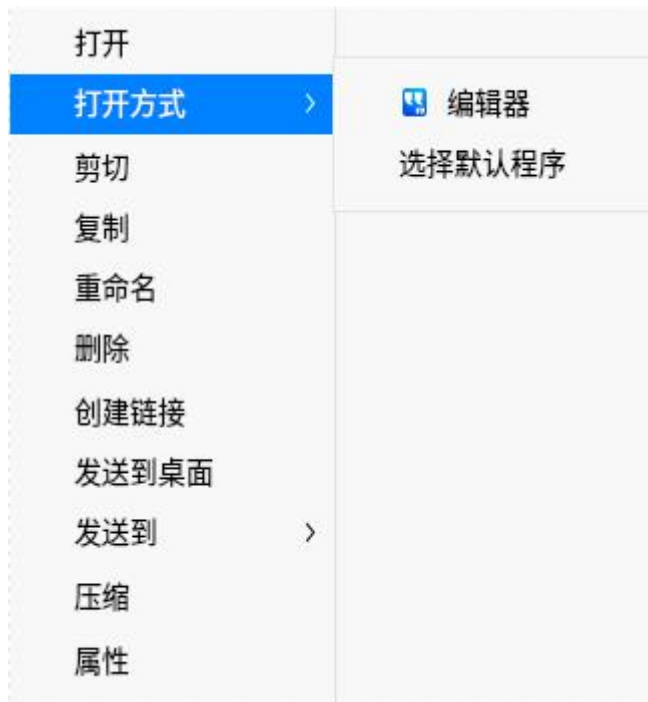 打开
打开方式
编辑器
选择默认程序
剪切
复制
重命名
删除
创建链接
发送到桌面
发送到
压缩
属性